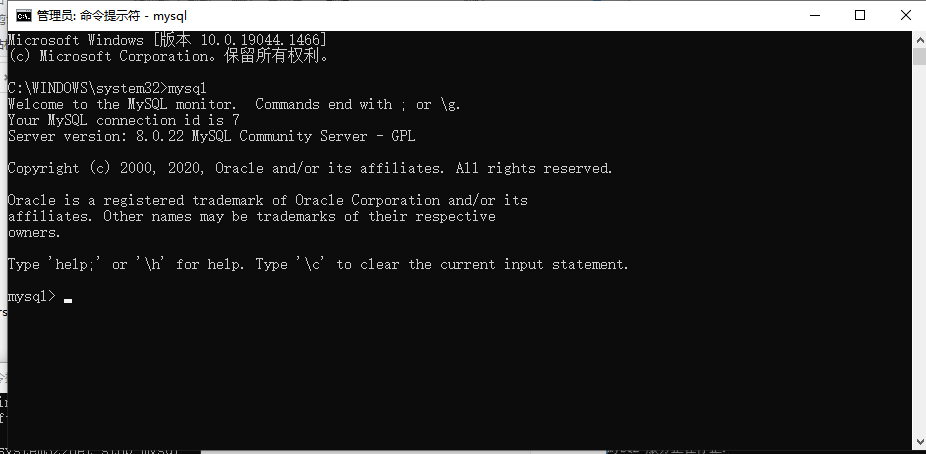 管理员: 命令提示符 - mysql
Microsoft Windows [版本 10.0.19044.1466]
(c) Microsoft Corporation。保留所有权利。
C:\WINDOWS\system32>mysql
Welcome to the MySQL monitor.  Commands end with ; or \g.
Your MySQL connection id is 7
Server version: 8.0.22 MySQL Community Server - GPL
Copyright (c) 2000, 2020, Oracle and/or its affiliates. All rights reserved.
Oracle is a registered trademark of Oracle Corporation and/or its
affiliates. Other names may be trademarks of their respective
owners.
Type 'help;' or '\h' for help. Type '\c' to clear the current input statement.
mysql>